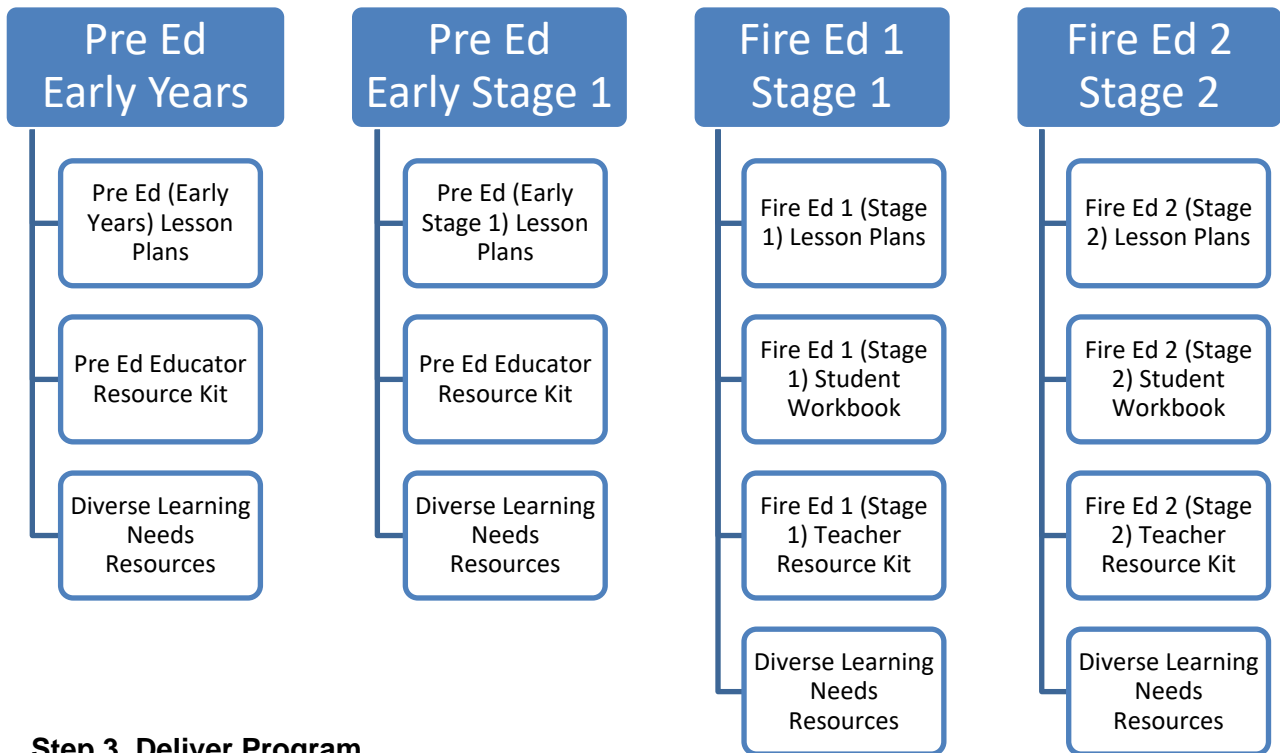 Pre Ed
Early Years
Pre Ed (Early
Years) Lesson
Plans
Pre Ed Educator
Resource Kit
Diverse Learning
Needs
Resources
Pre Ed
Early Stage 1
Pre Ed (Early
Stage 1) Lesson
Plans
Pre Ed Educator
Resource Kit
Diverse Learning
Needs
Resources
Fire Ed 1
Stage 1
Fire Ed 1 (Stage
1) Lesson Plans
Fire Ed 1 (Stage
1) Student
Workbook
Fire Ed 1 (Stage
1) Teacher
Resource Kit
Diverse Learning
Needs
Resources
Fire Ed 2
Stage 2
Fire Ed 2 (Stage
2) Lesson Plans
Fire Ed 2 (Stage
2) Student
Workbook
Fire Ed 2 (Stage
2) Teacher
Resource Kit
Diverse Learning
Needs
Resources
Step 3. Deliver Program